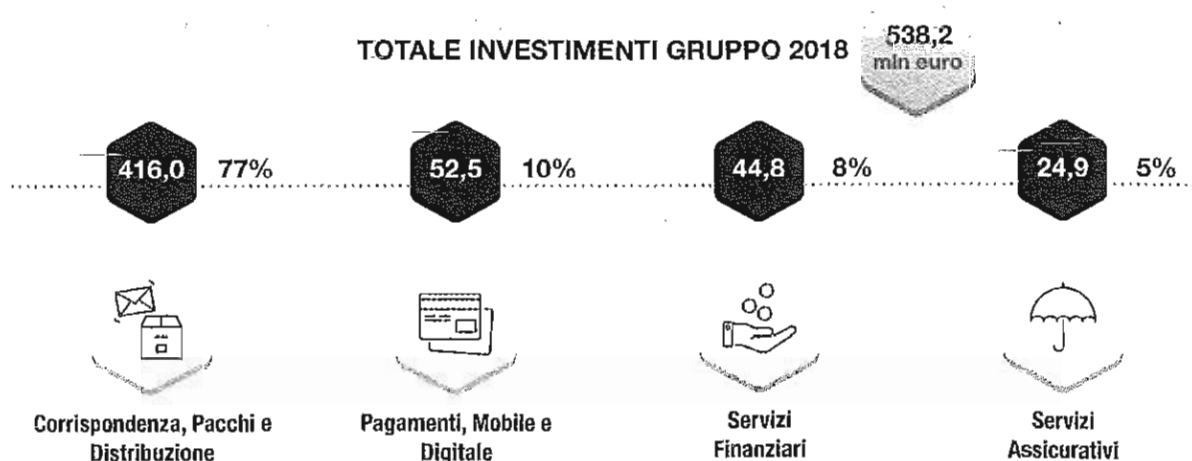 TOTALE INVESTIMENTI GRUPPO 2018
538,2
mln euro
416,0 77%
52,5 10%
44,8 8%
24,9 5%
Corrispondenza, Pacchi e
Distribuzione
Pagamenti, Mobile e
Digitale
Servizi
Finanziari
Servizi
Assicurativi